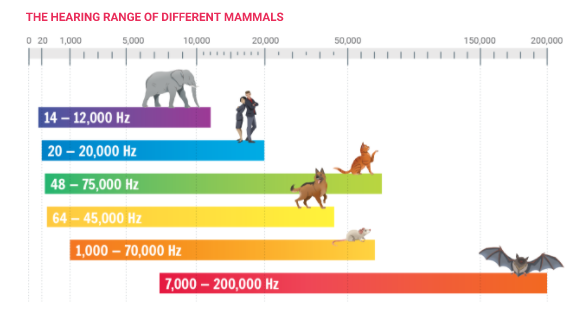 THE HEARING RANGE OF DIFFERENT MAMMALS
0 20 1,000 5,000 10,000 20,000 50,000 150,000 200,000
14 – 12,000 Hz
20 – 20,000 Hz
48 – 75,000 Hz
64 – 45,000 Hz
1,000 – 70,000 Hz
7,000 – 200,000 Hz